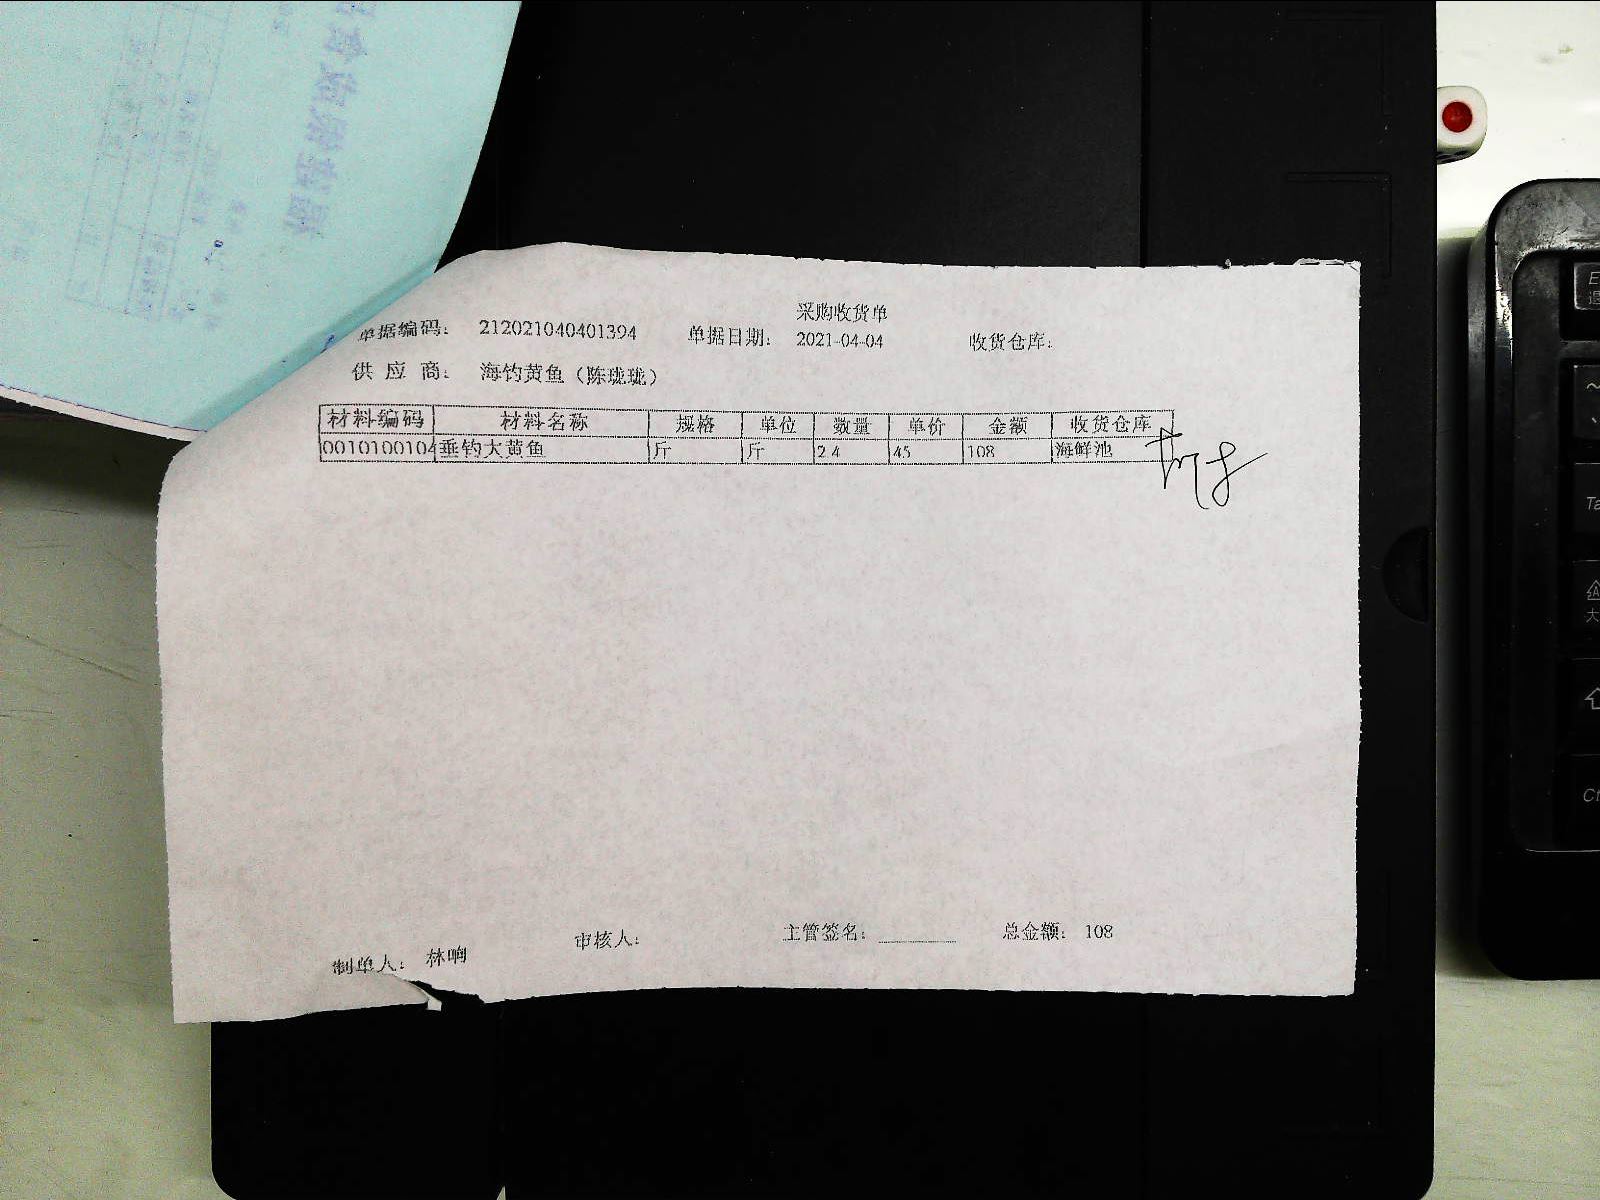 采购收货单
单据编码： 212021040401394 单据日期： 2021-04-04 收货仓库：
供 应 商： 海钓黄鱼（陈珑珑）
材料编码 材料名称 规格 单位 数量 单价 金额 收货仓库
0010100104 垂钓大黄鱼 斤 斤 2.4 45 108 海鲜池
制单人： 林响 审核人： 主管签名： 总金额： 108